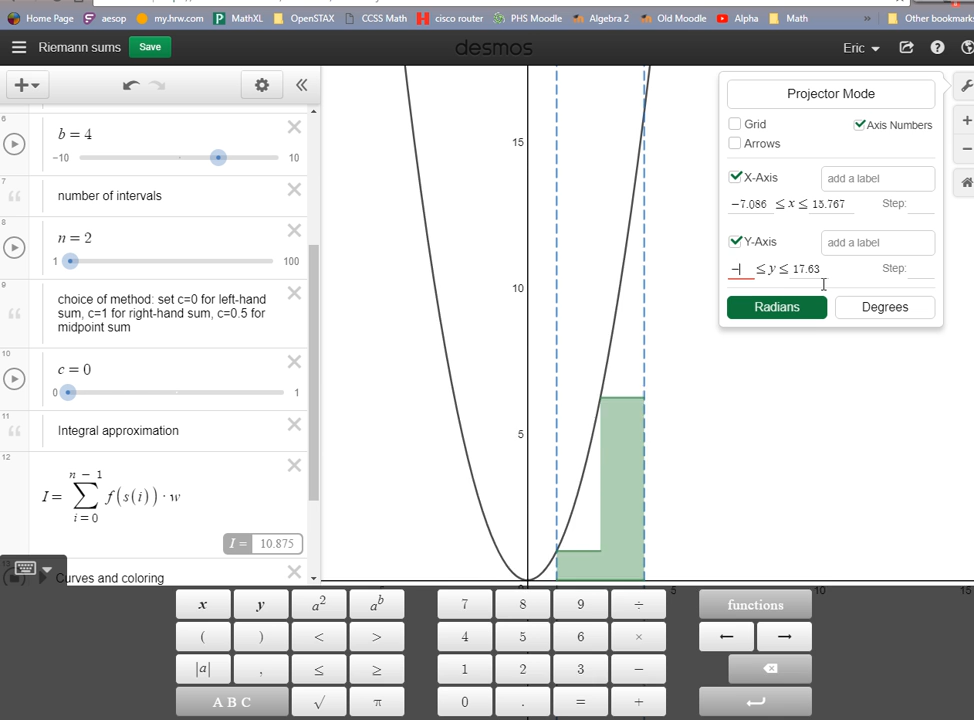 Home Page aesop my.hrw.com MathXL OpenSTAX CCSS Math cisco router PHS Moodle Algebra 2 Old Moodle Alpha Math » Other bookmark
Riemann sums Save desmos Eric
Projector Mode
Grid Axis Numbers
Arrows
X-Axis add a label
−7.086 ≤ x ≤ 15.767 Step:
Y-Axis add a label
− ≤ y ≤ 17.63 Step:
Radians Degrees
6
b = 4
−10 10
7
number of intervals
8
n = 2
1 100
9
choice of method: set c=0 for left-hand
sum, c=1 for right-hand sum, c=0.5 for
midpoint sum
10
c = 0
0 1
11
Integral approximation
12
n − 1
I = ∑ f(s(i)) · w
i = 0
I = 10.875
Curves and coloring
15
10
5
5 10 15
x y a² aᵇ 7 8 9 ÷ functions
( ) < > 4 5 6 × ← →
|a| , ≤ ≥ 1 2 3 −
A B C √ π 0 . = +